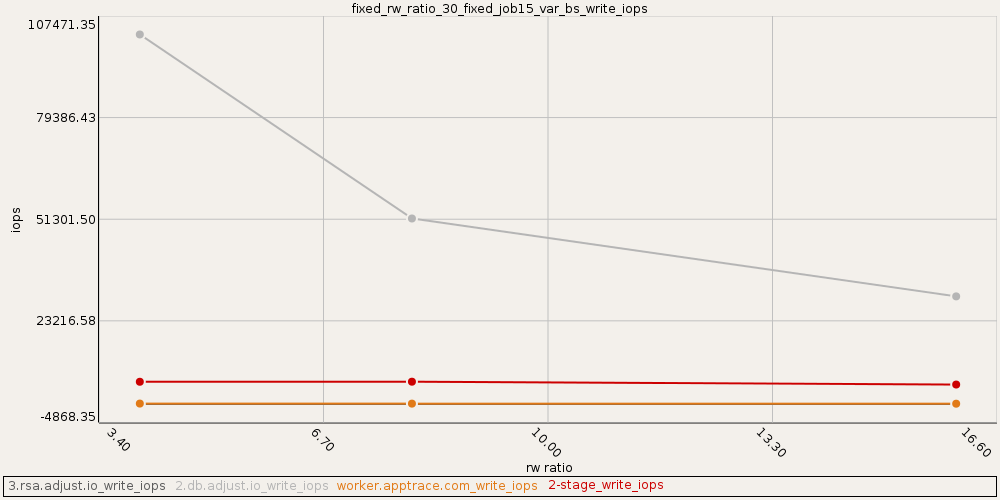 fixed_rw_ratio_30_fixed_job15_var_bs_write_iops
107471.35
79386.43
51301.50
23216.58
-4868.35
iops
3.40 6.70 10.00 13.30 16.60
rw ratio
3.rsa.adjust.io_write_iops 2.db.adjust.io_write_iops worker.apptrace.com_write_iops 2-stage_write_iops